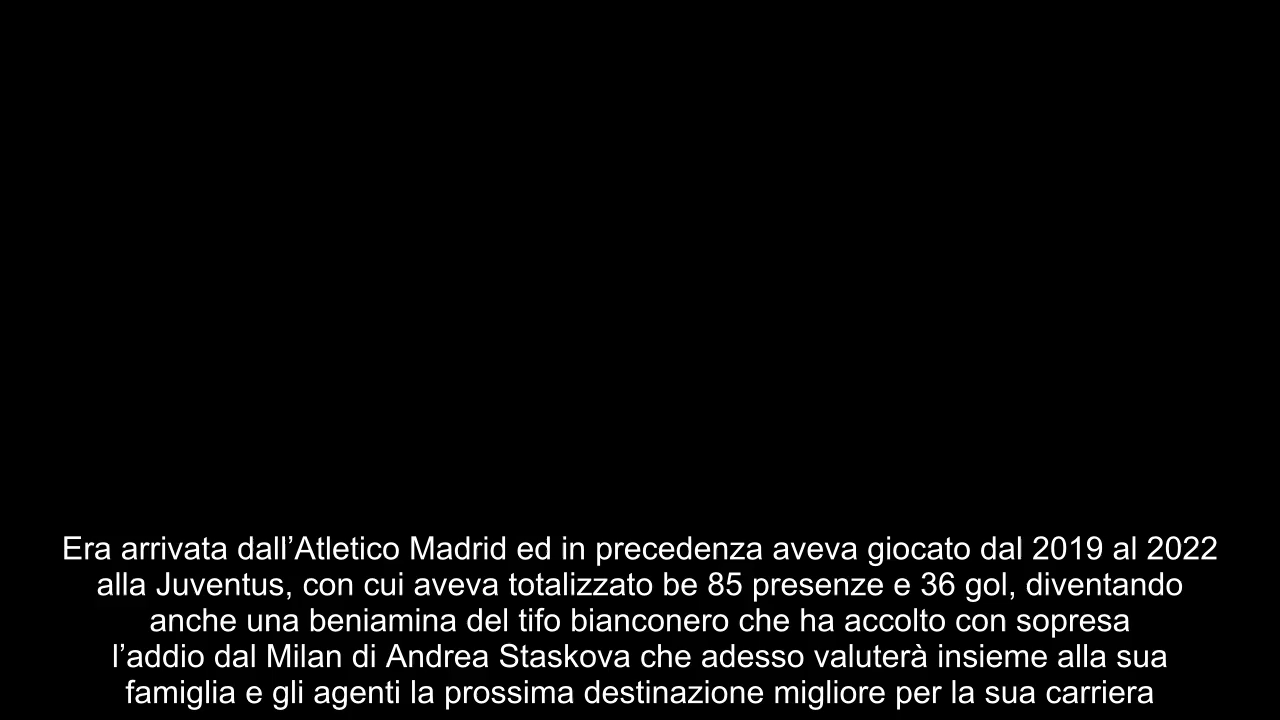 Era arrivata dall’Atletico Madrid ed in precedenza aveva giocato dal 2019 al 2022
alla Juventus, con cui aveva totalizzato be 85 presenze e 36 gol, diventando
anche una beniamina del tifo bianconero che ha accolto con sopresa
l’addio dal Milan di Andrea Staskova che adesso valuterà insieme alla sua
famiglia e gli agenti la prossima destinazione migliore per la sua carriera